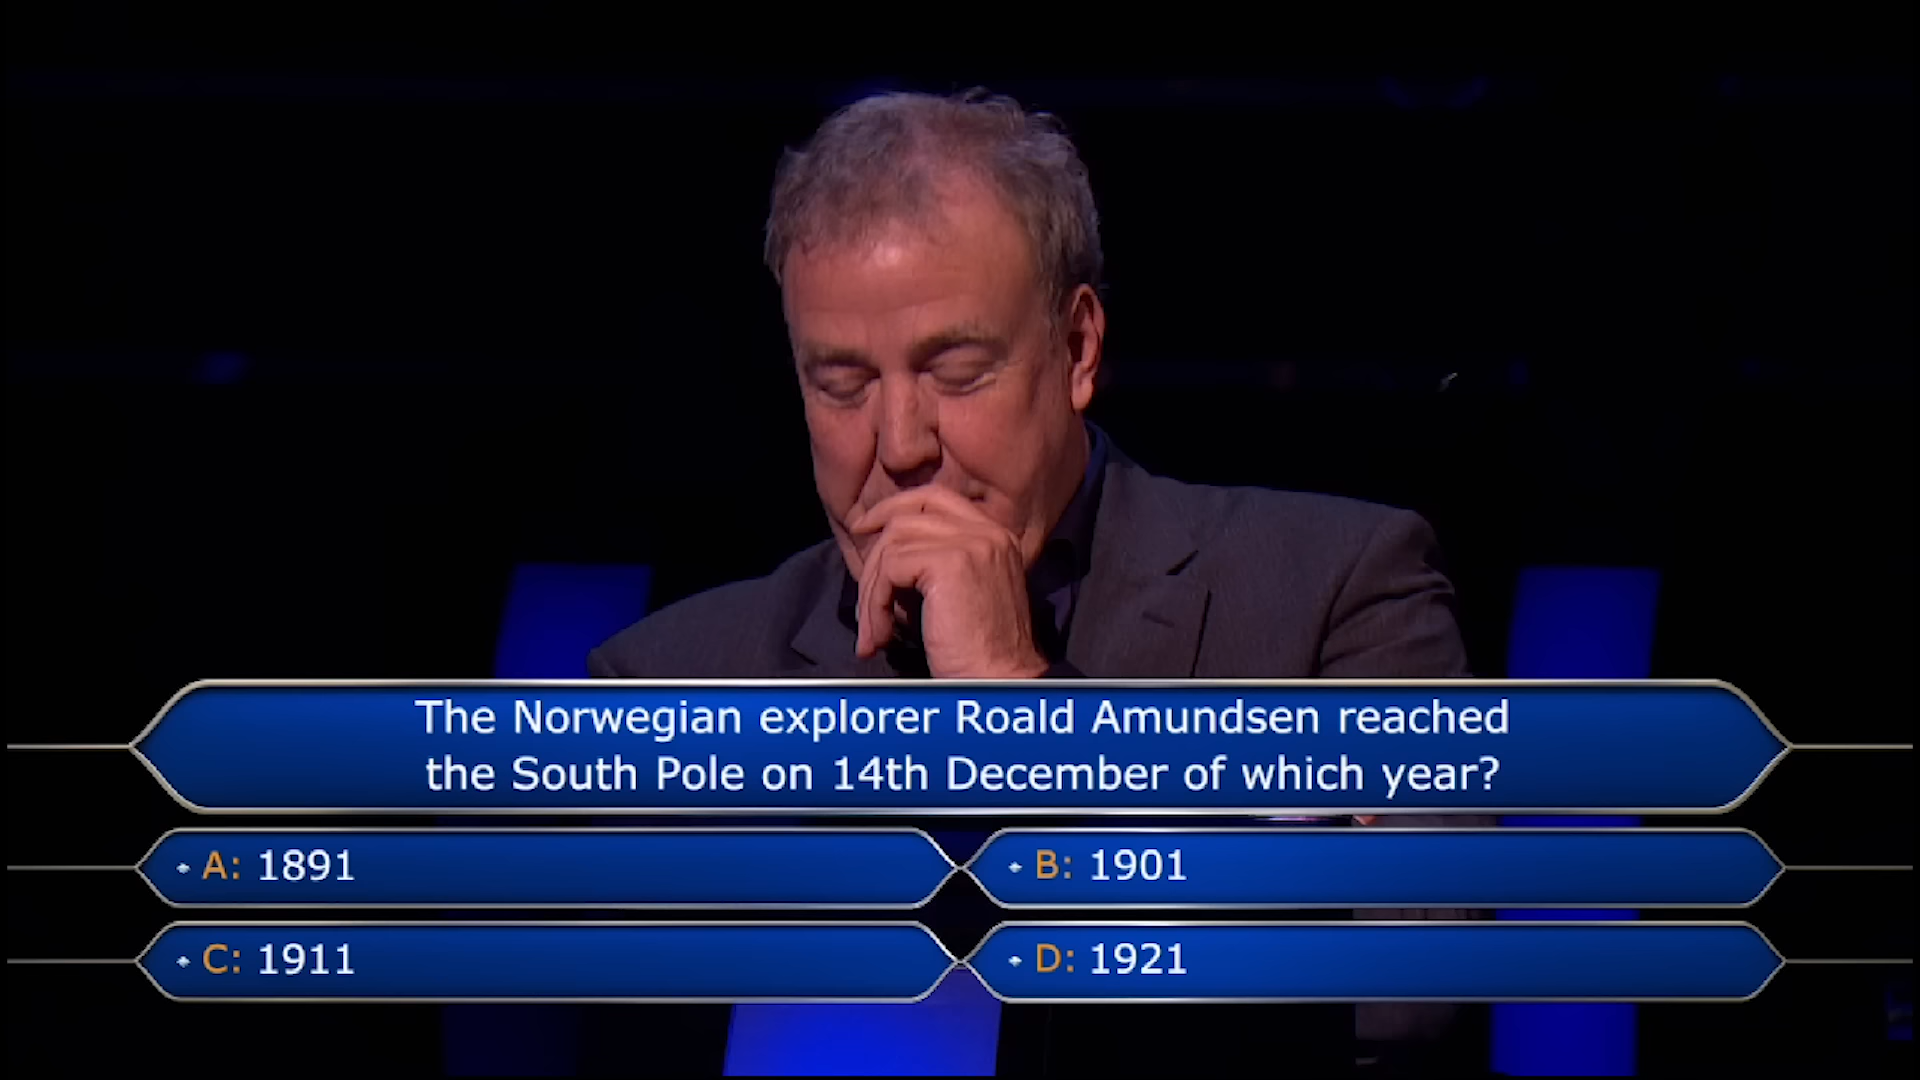 The Norwegian explorer Roald Amundsen reached
the South Pole on 14th December of which year?
A: 1891
B: 1901
C: 1911
D: 1921